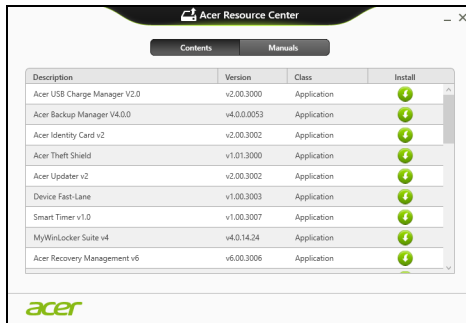 Acer Resource Center
Contents Manuals
Description Version Class Install
Acer USB Charge Manager V2.0 v2.00.3000 Application
Acer Backup Manager V4.0.0 v4.0.0.0053 Application
Acer Identity Card v2 v2.00.3002 Application
Acer Theft Shield v1.01.3000 Application
Acer Updater v2 v2.00.3002 Application
Device Fast-Lane v1.00.3003 Application
Smart Timer v1.0 v1.00.3007 Application
MyWinLocker Suite v4 v4.0.14.24 Application
Acer Recovery Management v6 v6.00.3006 Application
acer